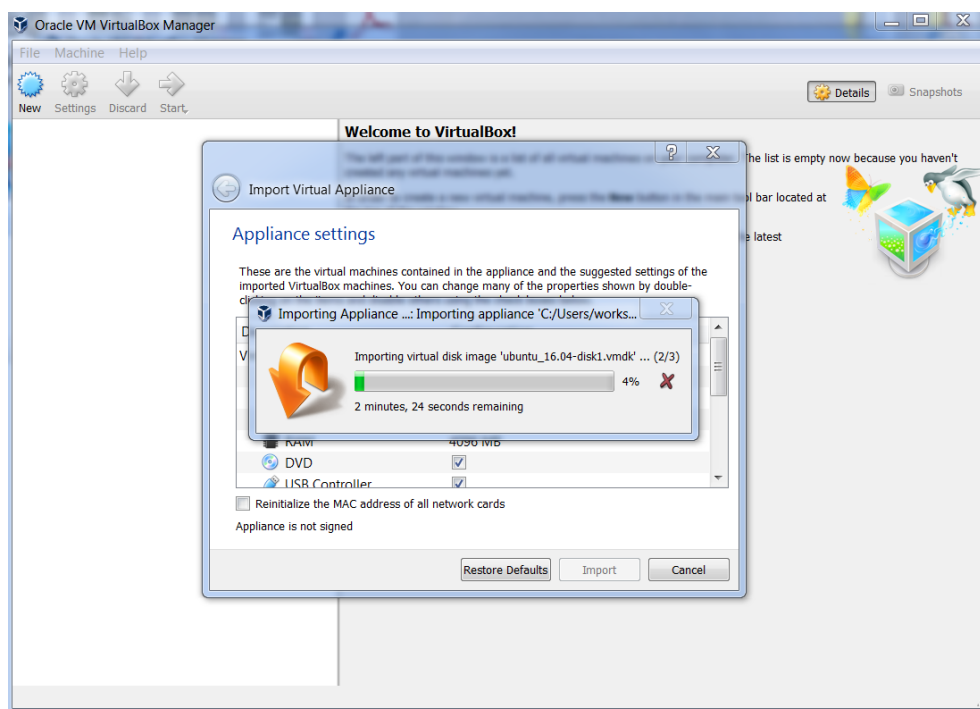 Oracle VM VirtualBox Manager
File Machine Help
New Settings Discard Start
Details Snapshots
Welcome to VirtualBox!
The list is empty now because you haven't
bar located at
latest
Import Virtual Appliance
Appliance settings
These are the virtual machines contained in the appliance and the suggested settings of the
imported VirtualBox machines. You can change many of the properties shown by double-
Importing Appliance ...: Importing appliance 'C:/Users/works...
Importing virtual disk image 'ubuntu_16.04-disk1.vmdk' ... (2/3)
4%
2 minutes, 24 seconds remaining
RAM 4096 MB
DVD
USB Controller
Reinitialize the MAC address of all network cards
Appliance is not signed
Restore Defaults Import Cancel